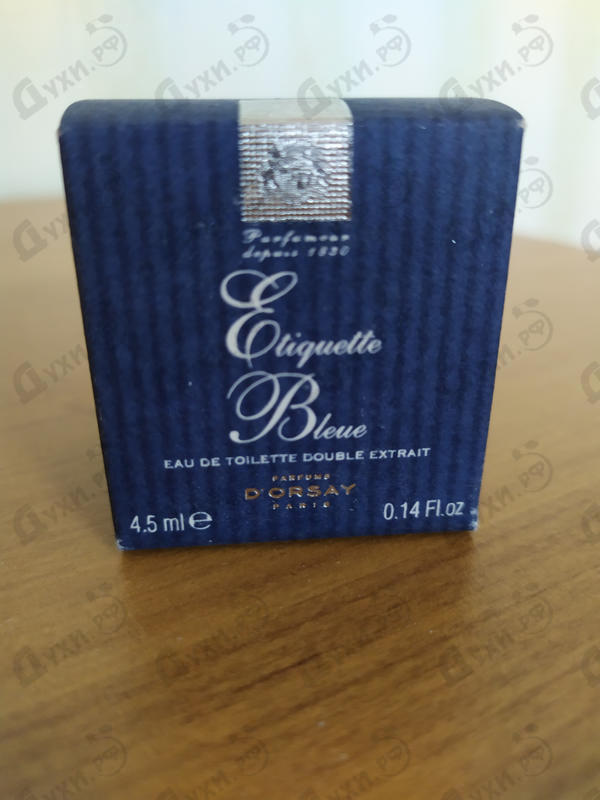 Parfumeur
depuis 1830
Etiquette
Bleue
EAU DE TOILETTE DOUBLE EXTRAIT
PARFUMS
D'ORSAY
PARIS
4.5 ml e
0.14 Fl.oz
Духи.РФ